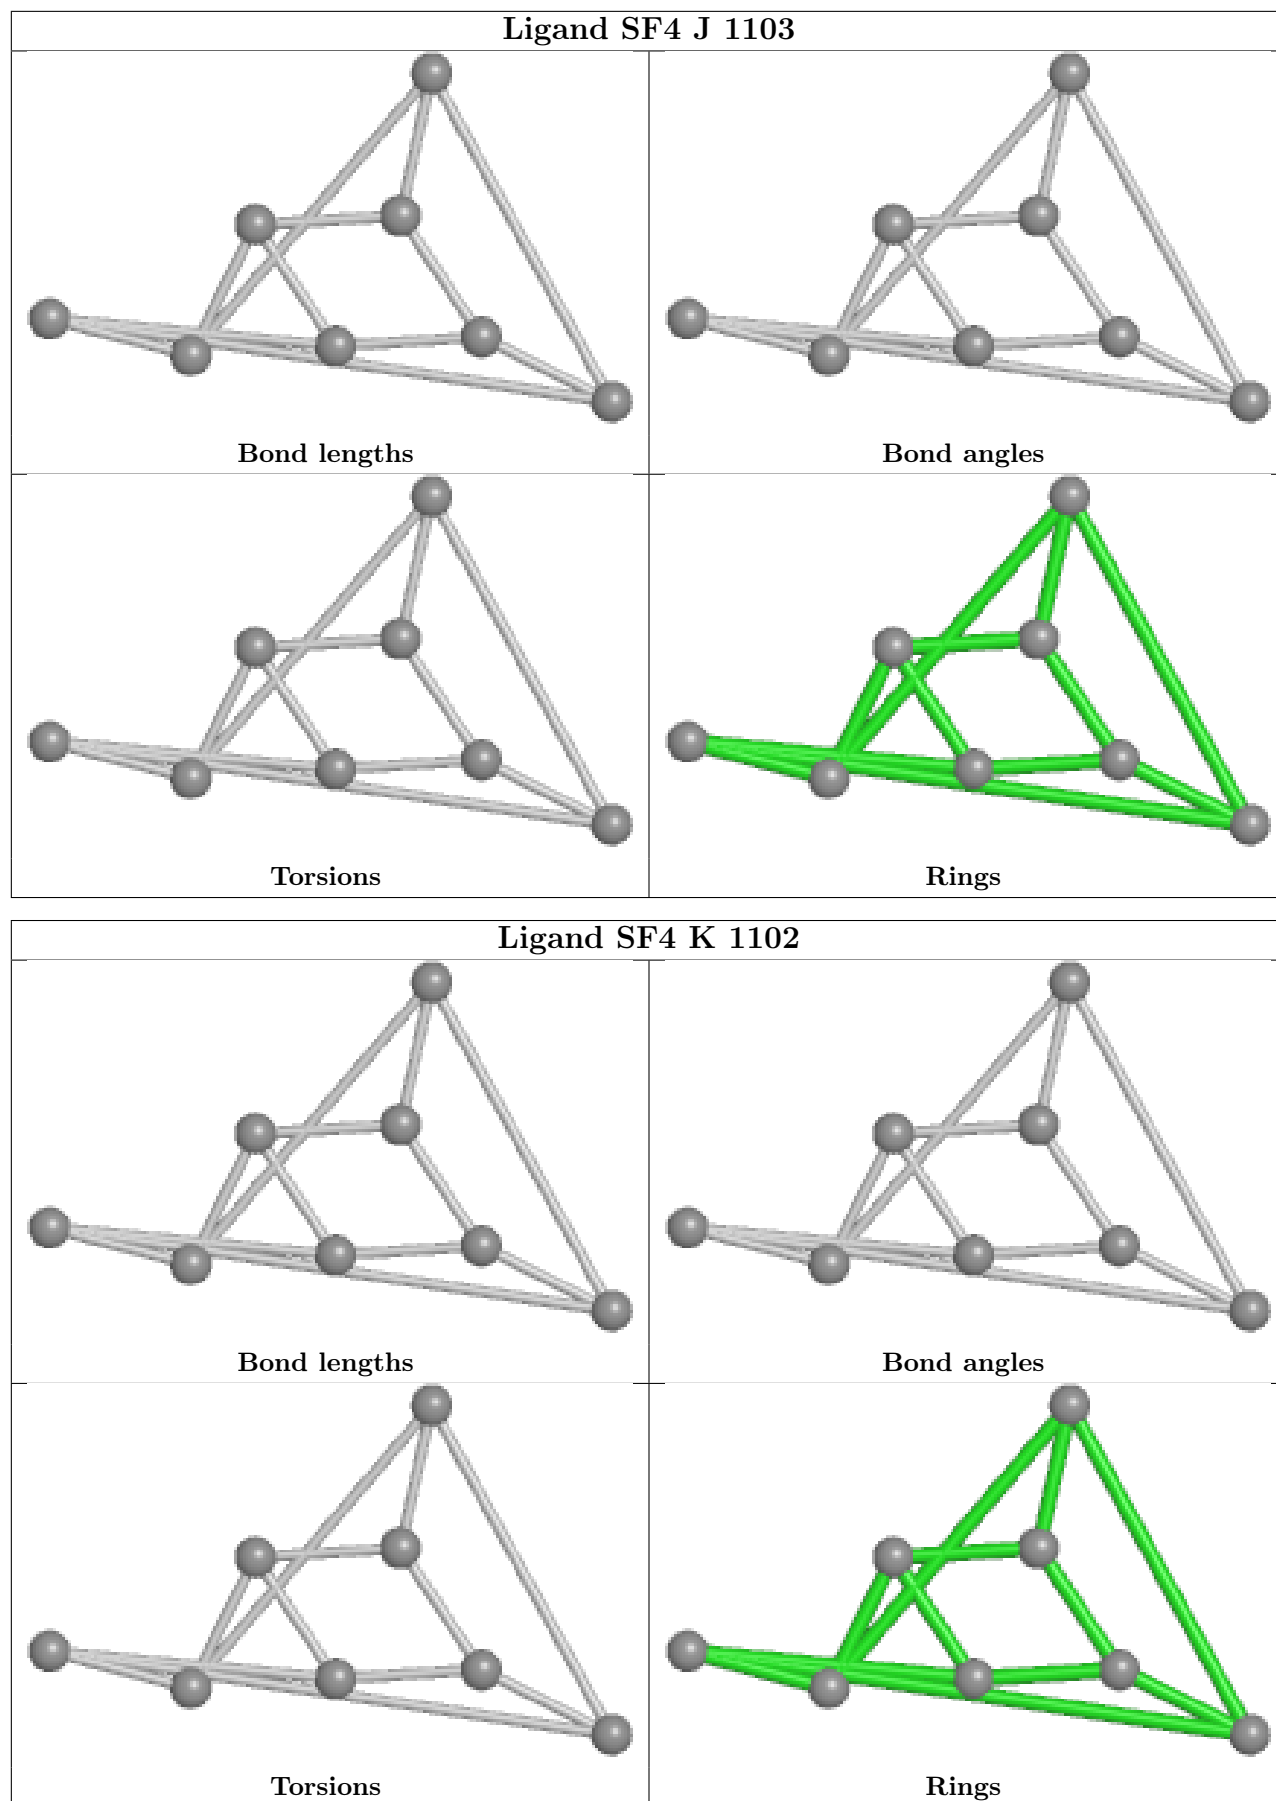 Ligand SF4 J 1103
Bond lengths
Bond angles
Torsions
Rings
Ligand SF4 K 1102
Bond lengths
Bond angles
Torsions
Rings